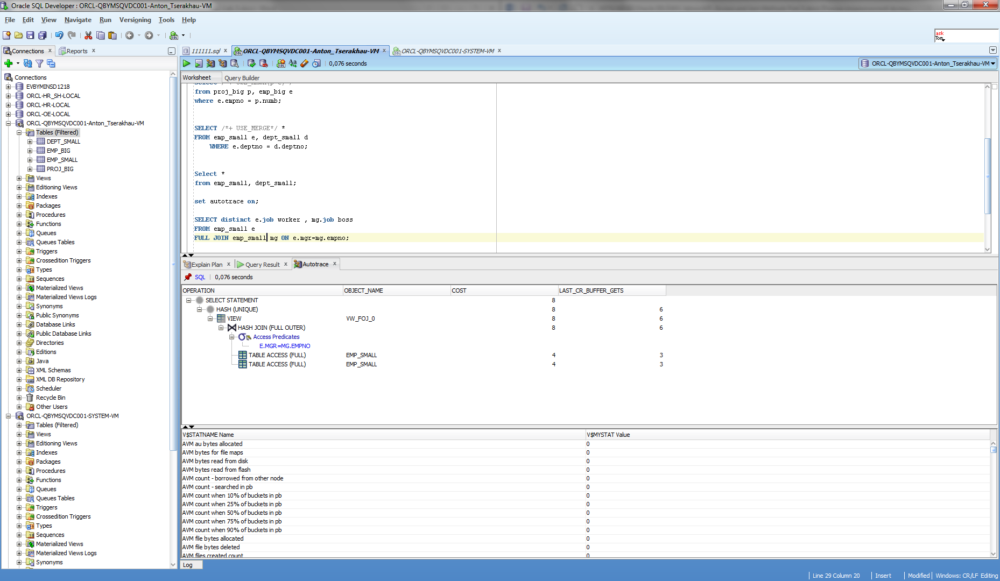 Oracle SQL Developer : ORCL-QBYMSQVDC001-Anton_Tserakhau-VM
File Edit View Navigate Run Versioning Tools Help
ask
Tom
Connections
Reports
111111.sql
ORCL-QBYMSQVDC001-Anton_Tserakhau-VM
ORCL-QBYMSQVDC001-SYSTEM-VM
0,076 seconds
ORCL-QBYMSQVDC001-Anton_Tserakhau-VM
Worksheet
Query Builder
Connections
EVBYMINSD1218
ORCL-HR_SH-LOCAL
ORCL-HR-LOCAL
ORCL-OE-LOCAL
ORCL-QBYMSQVDC001-Anton_Tserakhau-VM
Tables (Filtered)
DEPT_SMALL
EMP_BIG
EMP_SMALL
PROJ_BIG
Views
Editioning Views
Indexes
Packages
Procedures
Functions
Queues
Queues Tables
Triggers
Crossedition Triggers
Types
Sequences
Materialized Views
Materialized Views Logs
Synonyms
Public Synonyms
Database Links
Public Database Links
Directories
Editions
Java
XML Schemas
XML DB Repository
Scheduler
Recycle Bin
Other Users
ORCL-QBYMSQVDC001-SYSTEM-VM
Tables (Filtered)
Views
Editioning Views
Indexes
Packages
Procedures
Functions
Queues
Queues Tables
Triggers
Crossedition Triggers
Types
Sequences
Materialized Views
Materialized Views Logs
Synonyms
from proj_big p, emp_big e
where e.empno = p.numb;
SELECT /*+ USE_MERGE*/ *
FROM emp_small e, dept_small d
WHERE e.deptno = d.deptno;
Select *
from emp_small, dept_small;
set autotrace on;
SELECT distinct e.job worker , mg.job boss
FROM emp_small e
FULL JOIN emp_small mg ON e.mgr=mg.empno;
Explain Plan
Query Result
Autotrace
SQL
0,076 seconds
OPERATION OBJECT_NAME COST LAST_CR_BUFFER_GETS
SELECT STATEMENT 8
HASH (UNIQUE) 8 6
VIEW VW_FOJ_0 8 6
HASH JOIN (FULL OUTER) 8 6
Access Predicates
E.MGR=MG.EMPNO
TABLE ACCESS (FULL) EMP_SMALL 4 3
TABLE ACCESS (FULL) EMP_SMALL 4 3
V$STATNAME Name V$MYSTAT Value
AVM au bytes allocated 0
AVM bytes for file maps 0
AVM bytes read from disk 0
AVM bytes read from flash 0
AVM count - borrowed from other node 0
AVM count - searched in pb 0
AVM count when 10% of buckets in pb 0
AVM count when 25% of buckets in pb 0
AVM count when 50% of buckets in pb 0
AVM count when 75% of buckets in pb 0
AVM count when 90% of buckets in pb 0
AVM file bytes allocated 0
AVM file bytes deleted 0
AVM files created count 0
Log
Line 29 Column 20 Insert Modified Windows: CR/LF Editing